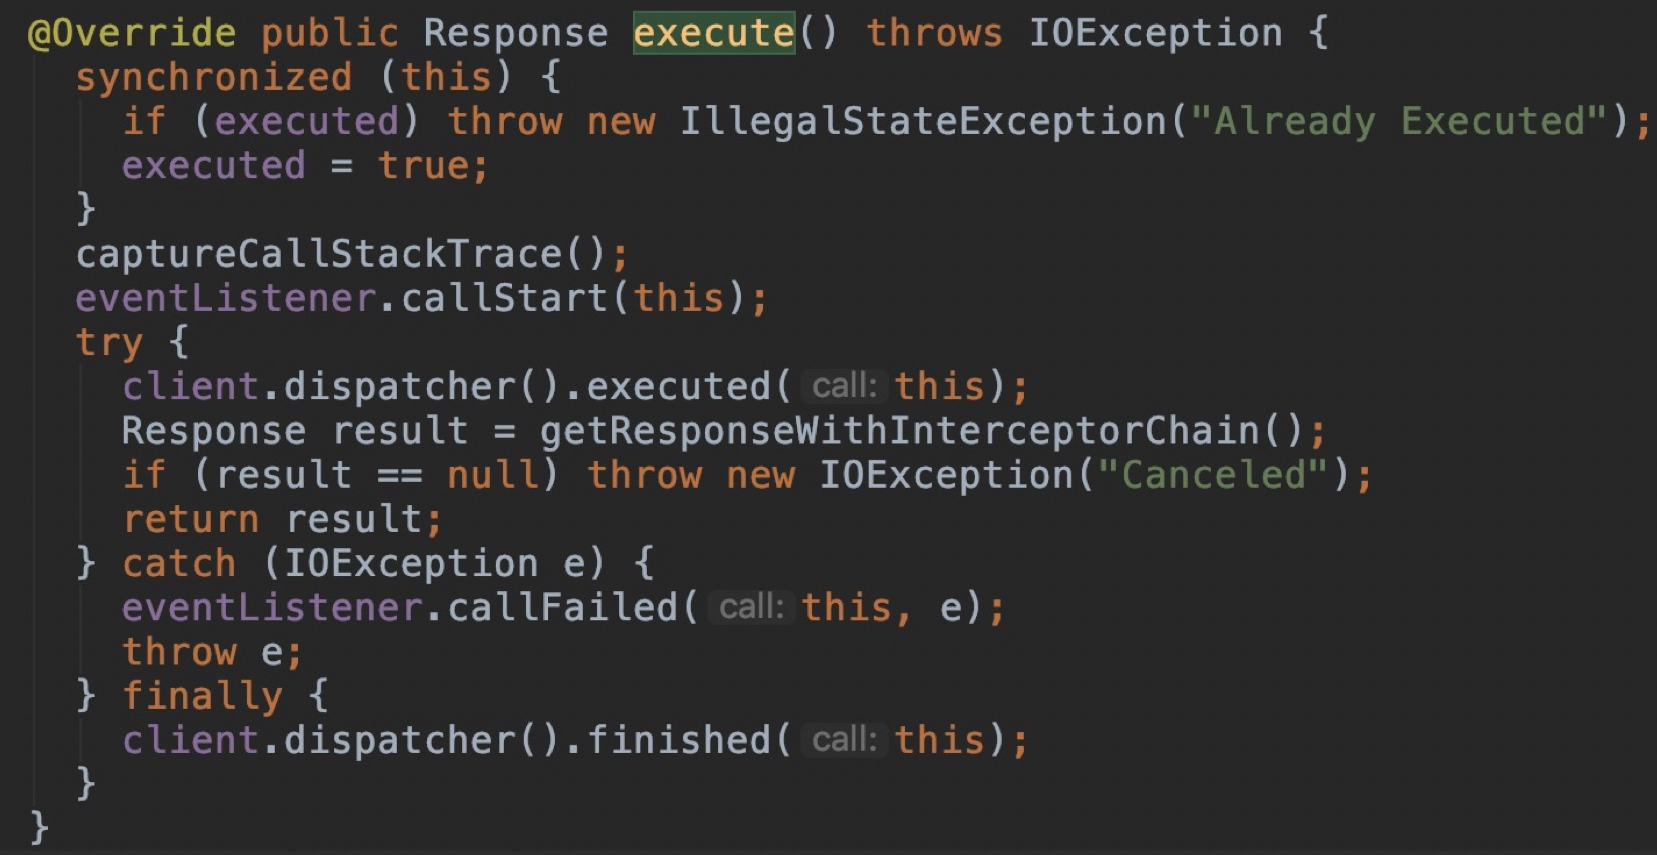 @Override public Response execute() throws IOException {
  synchronized (this) {
    if (executed) throw new IllegalStateException("Already Executed");
    executed = true;
  }
  captureCallStackTrace();
  eventListener.callStart(this);
  try {
    client.dispatcher().executed( call: this);
    Response result = getResponseWithInterceptorChain();
    if (result == null) throw new IOException("Canceled");
    return result;
  } catch (IOException e) {
    eventListener.callFailed( call: this, e);
    throw e;
  } finally {
    client.dispatcher().finished( call: this);
  }
}